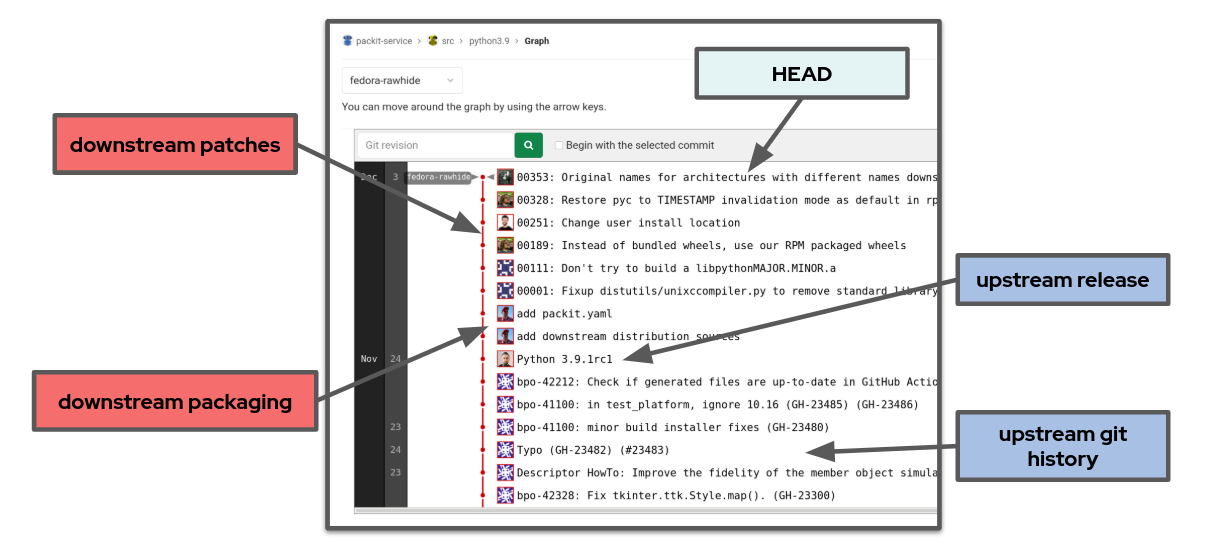 packit-service › src › python3.9 › Graph
HEAD
fedora-rawhide
You can move around the graph by using the arrow keys.
downstream patches
Git revision
Begin with the selected commit
Dec 3 fedora-rawhide 00353: Original names for architectures with different names downs
00328: Restore pyc to TIMESTAMP invalidation mode as default in rp
00251: Change user install location
00189: Instead of bundled wheels, use our RPM packaged wheels
00111: Don't try to build a libpythonMAJOR.MINOR.a
upstream release
00001: Fixup distutils/unixccompiler.py to remove standard library
add packit.yaml
add downstream distribution sources
Nov 24 Python 3.9.1rc1
bpo-42212: Check if generated files are up-to-date in GitHub Actio
downstream packaging
bpo-41100: in test_platform, ignore 10.16 (GH-23485) (GH-23486)
23 bpo-41100: minor build installer fixes (GH-23480)
upstream git
history
24 Typo (GH-23482) (#23483)
23 Descriptor HowTo: Improve the fidelity of the member object simula
bpo-42328: Fix tkinter.ttk.Style.map(). (GH-23300)